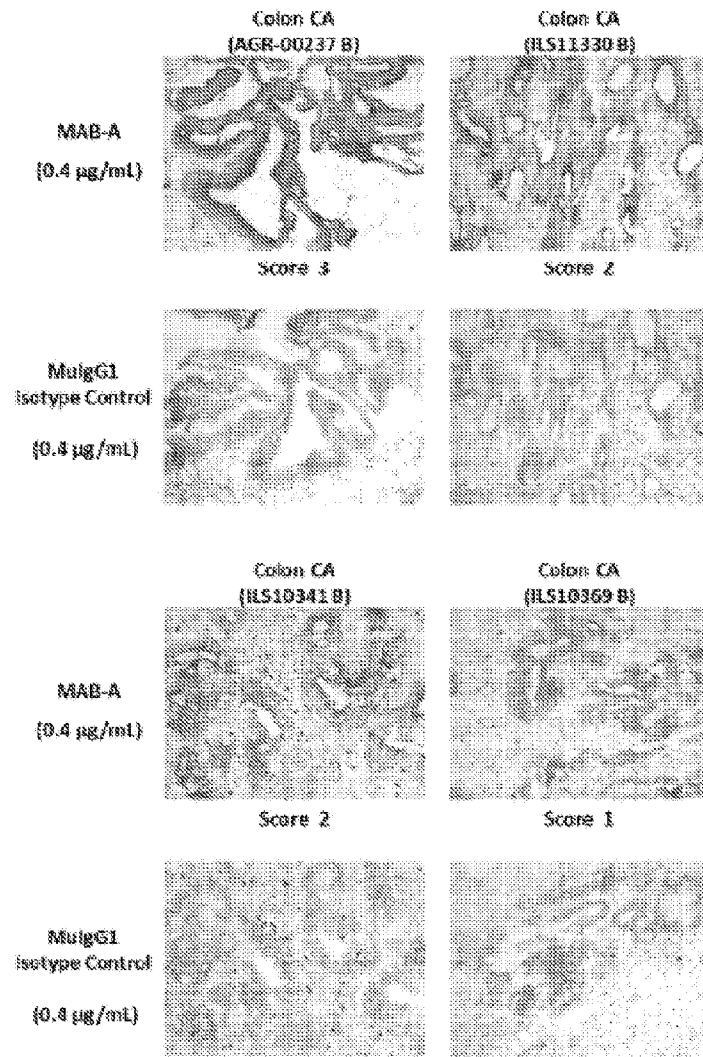 Colon CA
(AGR-00237 B)
Colon CA
(ILS11330 B)
MAB-A
(0.4 µg/mL)
Score 3
Score 2
MuIgG1
Isotype Control
(0.4 µg/mL)
Colon CA
(ILS10341 B)
Colon CA
(ILS10369 B)
MAB-A
(0.4 µg/mL)
Score 2
Score 1
MuIgG1
Isotype Control
(0.4 µg/mL)